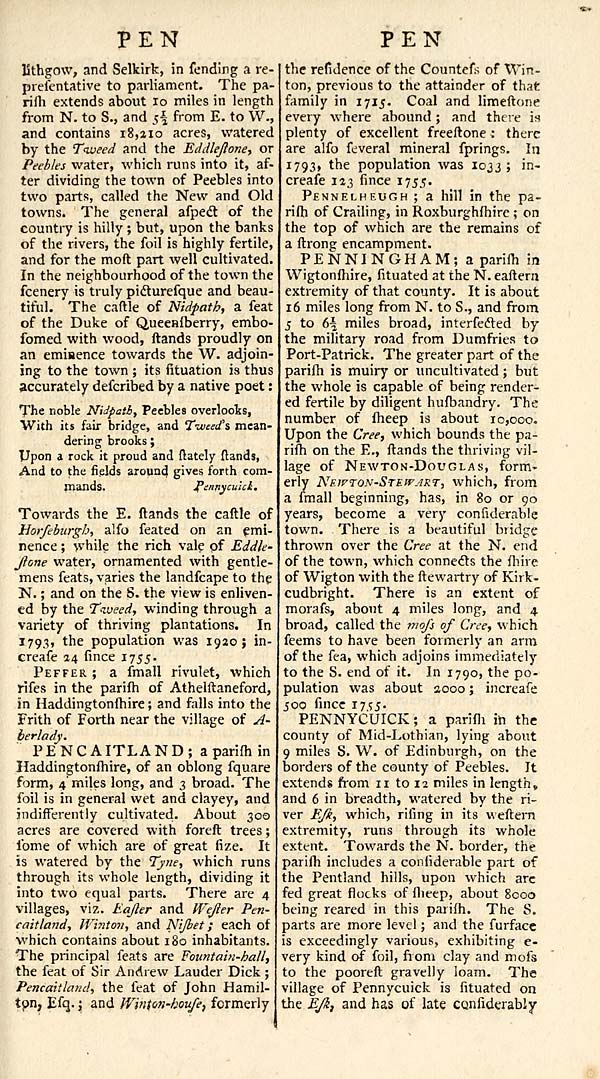 PEN
lithgow, and Selkirk, in ſending a re-
preſentative to parliament. The pa-
riſh extends about 10 miles in length
from N. to S., and 5½ from E. to W.,
and contains 18,210 acres, watered
by the Tweed and the Eddleſtone, or
Peebles water, which runs into it, af-
ter dividing the town of Peebles into
two parts, called the New and Old
towns. The general aſpect of the
country is hilly; but, upon the banks
of the rivers, the ſoil is highly fertile,
and for the moſt part well cultivated.
In the neighbourhood of the town the
ſcenery is truly pictureſque and beau-
tiful. The caſtle of Nidpath, a ſeat
of the Duke of Queenſberry, embo-
ſomed with wood, ſtands proudly on
an eminence towards the W. adjoin-
ing to the town; its ſituation is thus
accurately deſcribed by a native poet:
The noble Nidpath, Peebles overlooks,
With its fair bridge, and Tweed's mean-
dering brooks;
Upon a rock it proud and ſtately ſtands,
And to the fields around gives forth com-
mands. Pennycuick.
Towards the E. ſtands the caſtle of
Horſeburgh, alſo ſeated on an emi-
nence; while the rich vale of Eddle-
ſtone water, ornamented with gentle-
mens ſeats, varies the landſcape to the
N.; and on the S. the view is enliven-
ed by the Tweed, winding through a
variety of thriving plantations. In
1793, the population was 1920; in-
creaſe 24 ſince 1755.
PEFFER; a ſmall rivulet, which
riſes in the pariſh of Athelſtaneford,
in Haddingtonſhire; and falls into the
Frith of Forth near the village of A-
berlady.
PENCAITLAND; a pariſh in
Haddingtonſhire, of an oblong ſquare
form, 4 miles long, and 3 broad. The
ſoil is in general wet and clayey, and
indifferently cultivated. About 300
acres are covered with foreſt trees;
ſome of which are of great ſize. It
is watered by the Tyne, which runs
through its whole length, dividing it
into two equal parts. There are 4
villages, viz. Eaſter and Weſter Pen-
caitland, Winton, and Niſbet; each of
which contains about 180 inhabitants.
The principal ſeats are Fountain-hall,
the ſeat of Sir Andrew Lauder Dick;
Pencaitland, the ſeat of John Hamil-
ton, Eſq.; and Winton-houſe, formerly
PEN
the reſidence of the Counteſs of Win-
ton, previous to the attainder of that
family in 1715. Coal and limeſtone
every where abound; and there is
plenty of excellent freeſtone: there
are alſo ſeveral mineral ſprings. In
1793, the population was 1033; in-
creaſe 123 ſince 1755.
PENNELHEUGH; a hill in the pa-
riſh of Crailing, in Roxburghſhire; on
the top of which are the remains of
a ſtrong encampment.
PENNINGHAM; a pariſh in
Wigtonſhire, ſituated at the N. eaſtern
extremity of that county. It is about
16 miles long from N. to S., and from
5 to 6½ miles broad, interſected by
the military road from Dumfries to
Port-Patrick. The greater part of the
pariſh is muiry or uncultivated; but
the whole is capable of being render-
ed fertile by diligent huſbandry. The
number of ſheep is about 10,000.
Upon the Cree, which bounds the pa-
riſh on the E., ſtands the thriving vil-
lage of NEWTON-DOUGLAS, form-
erly NEWTON-STEWART, which, from
a ſmall beginning, has, in 80 or 90
years, become a very conſiderable
town. There is a beautiful bridge
thrown over the Cree at the N. end
of the town, which connects the ſhire
of Wigton with the ſtewartry of Kirk-
cudbright. There is an extent of
moraſs, about 4 miles long, and 4
broad, called the moſs of Cree, which
ſeems to have been formerly an arm
of the ſea, which adjoins immediately
to the S. end of it. In 1790, the po-
pulation was about 2000; increaſe
500 ſince 1755.
PENNYCUICK; a pariſh in the
county of Mid-Lothian, lying about
9 miles S. W. of Edinburgh, on the
borders of the county of Peebles. It
extends from 11 to 12 miles in length,
and 6 in breadth, watered by the ri-
ver Eſk, which, riſing in its weſtern
extremity, runs through its whole
extent. Towards the N. border, the
pariſh includes a conſiderable part of
the Pentland hills, upon which are
fed great flocks of ſheep, about 8000
being reared in this pariſh. The S.
parts are more level; and the ſurface
is exceedingly various, exhibiting e-
very kind of ſoil, from clay and moſs
to the pooreſt gravelly loam. The
village of Pennycuick is ſituated on
the Eſk, and has of late conſiderably